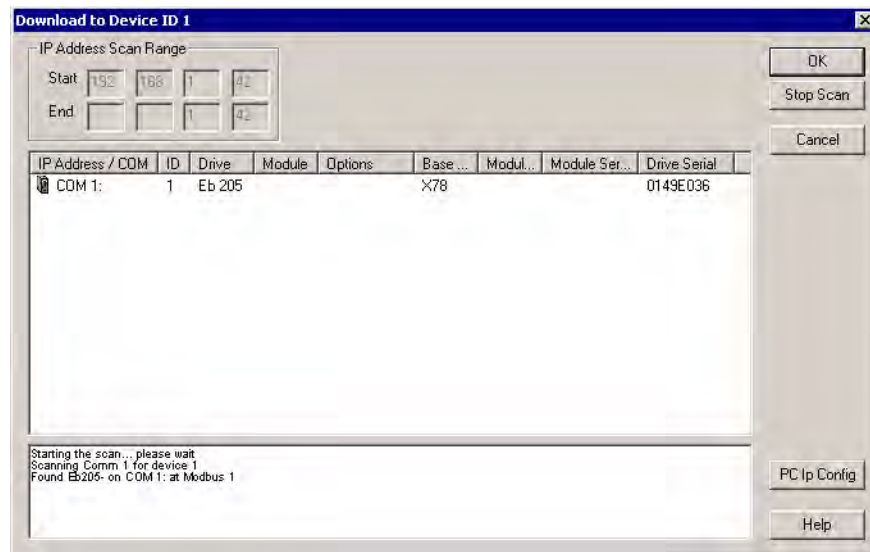 Download to Device ID 1
IP Address Scan Range
Start 192 168 1 42
End 1 42
OK
Stop Scan
Cancel
IP Address / COM ID Drive Module Options Base ... Modul... Module Ser... Drive Serial
COM 1: 1 Eb 205 X78 0149E036
Starting the scan... please wait
Scanning Comm 1 for device 1
Found Eb205- on COM 1: at Modbus 1
PC Ip Config
Help